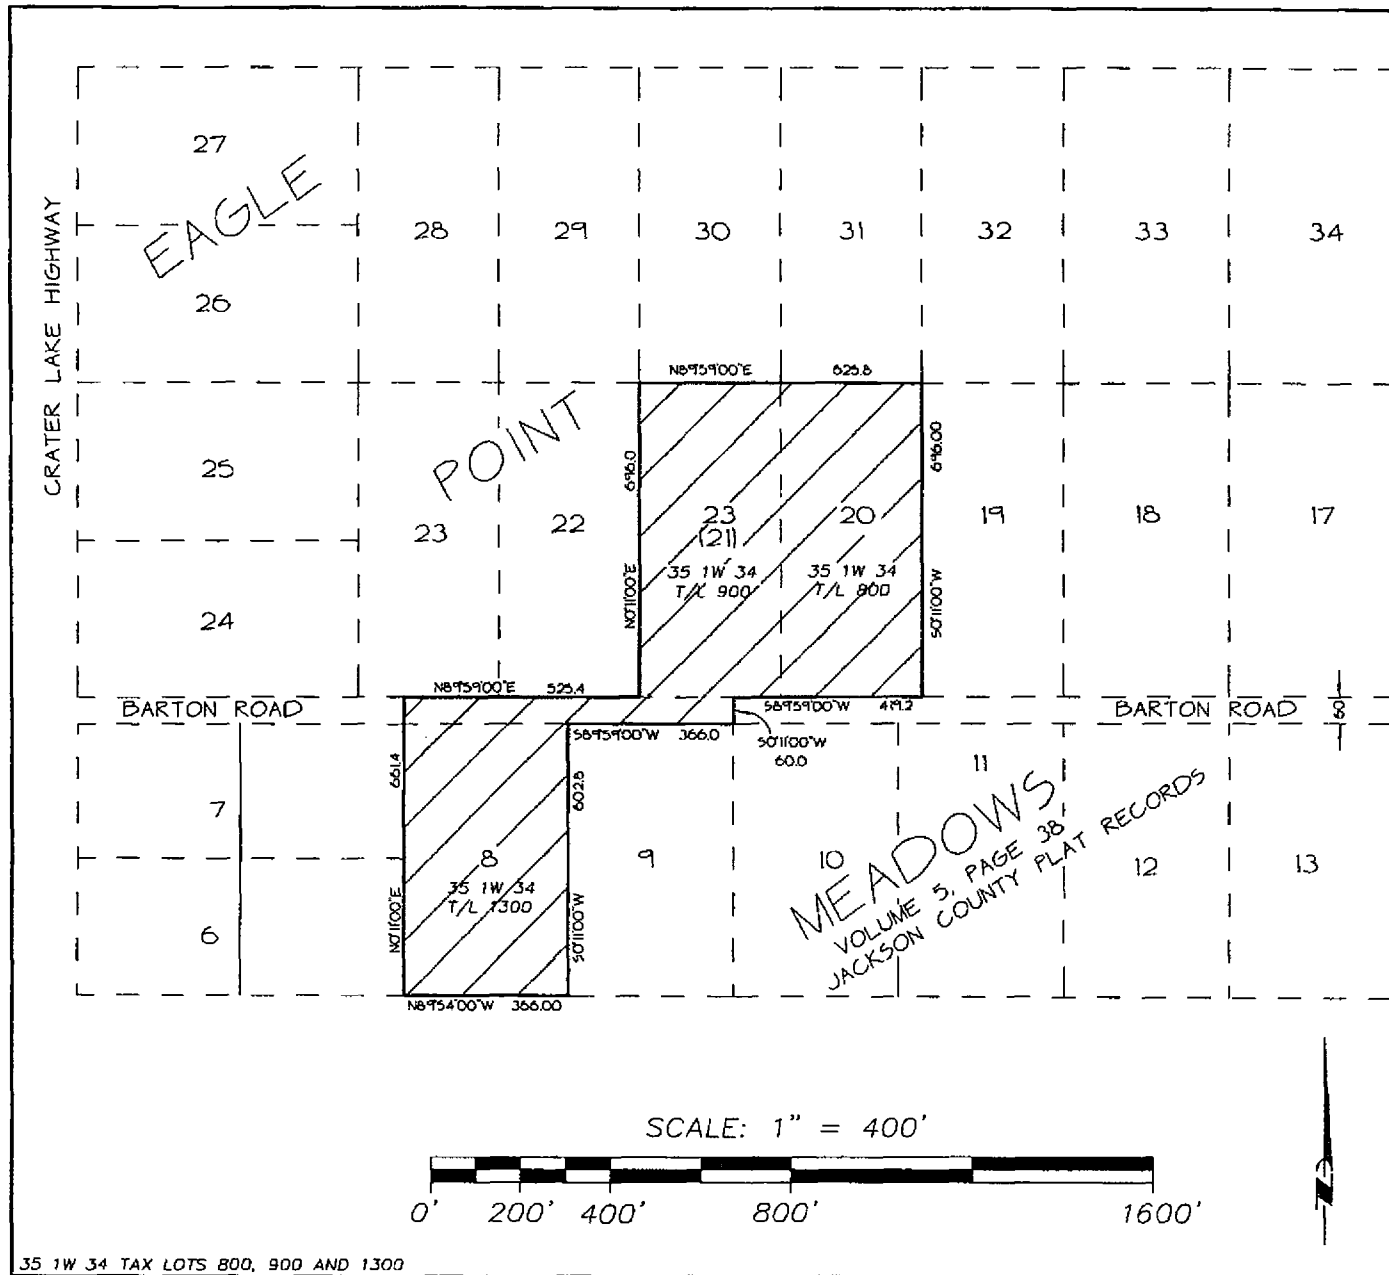 27
EAGLE
CRATER LAKE HIGHWAY
28
29
30
31
32
33
34
26
N89°59'00"E 625.8
POINT
25
696.0
696.00
23
22
23
(21)
20
19
18
17
35 1W 34
T/L 900
35 1W 34
T/L 800
N0°11'00"E
S0°11'00"W
24
N89°59'00"E 525.4
BARTON ROAD
S89°59'00"W 419.2
BARTON ROAD
60'
S89°59'00"W 366.0
S0°11'00"W
60.0
661.4
602.8
7
11
8
35 1W 34
T/L 1300
9
10
MEADOWS
VOLUME 5, PAGE 38
JACKSON COUNTY PLAT RECORDS
12
13
6
N0°11'00"E
S0°11'00"W
N89°54'00"W 366.00
SCALE: 1" = 400'
0' 200' 400' 800' 1600'
N
35 1W 34 TAX LOTS 800, 900 AND 1300